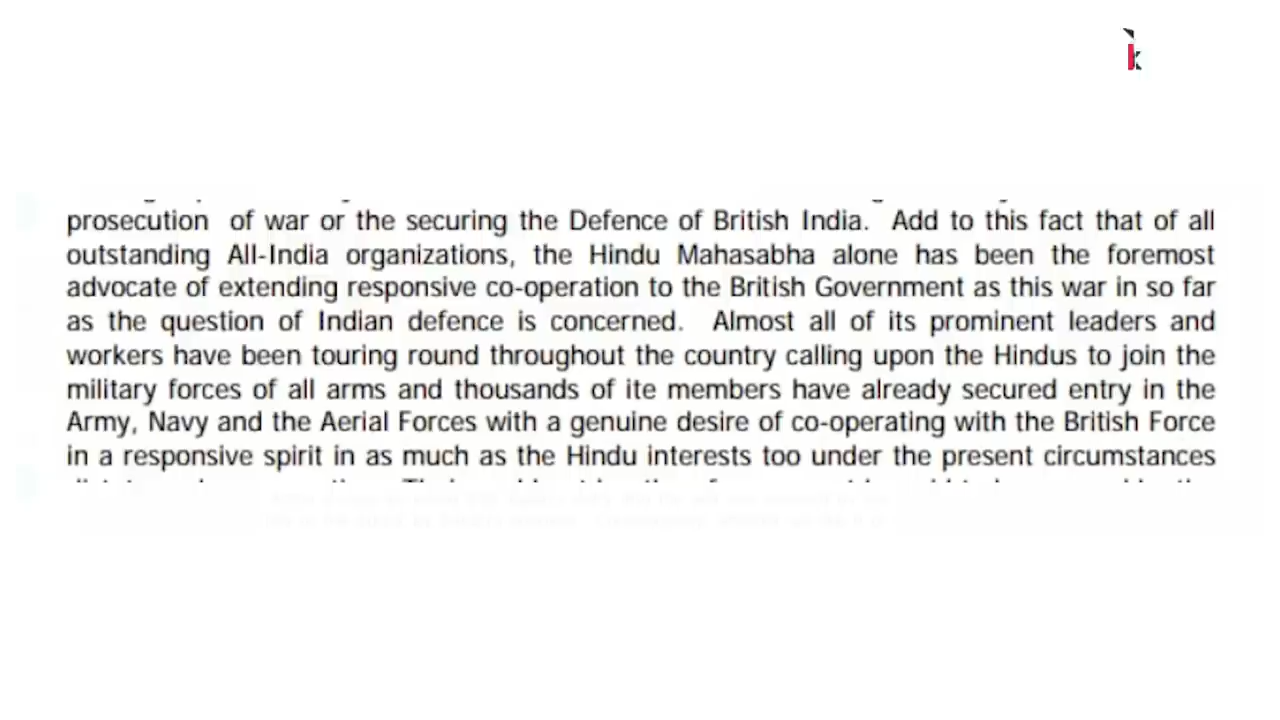 prosecution of war or the securing the Defence of British India. Add to this fact that of all
outstanding All-India organizations, the Hindu Mahasabha alone has been the foremost
advocate of extending responsive co-operation to the British Government as this war in so far
as the question of Indian defence is concerned. Almost all of its prominent leaders and
workers have been touring round throughout the country calling upon the Hindus to join the
military forces of all arms and thousands of ite members have already secured entry in the
Army, Navy and the Aerial Forces with a genuine desire of co-operating with the British Force
in a responsive spirit in as much as the Hindu interests too under the present circumstances